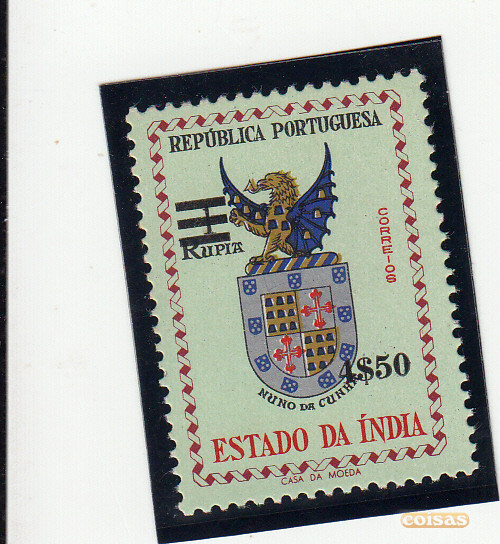 REPÚBLICA PORTUGUESA
1
RUPIA
CORREIOS
4$50
NUNO DA CUNHA
ESTADO DA ÍNDIA
CASA DA MOEDA
coisas